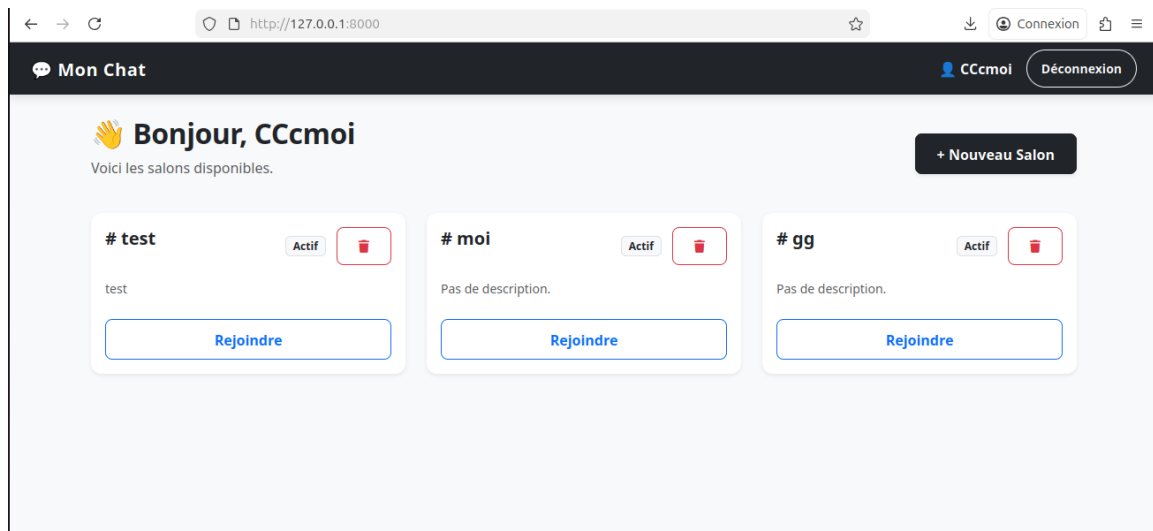 http://127.0.0.1:8000
Connexion
💬 Mon Chat
👤 CCcmoi
Déconnexion
👋 Bonjour, CCcmoi
Voici les salons disponibles.
+ Nouveau Salon
# test
Actif
test
Rejoindre
# moi
Actif
Pas de description.
Rejoindre
# gg
Actif
Pas de description.
Rejoindre